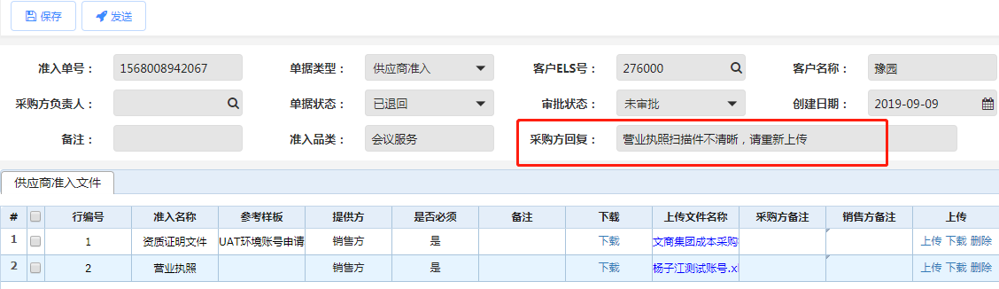 保存 发送
准入单号： 1568008942067 单据类型： 供应商准入 客户ELS号： 276000 客户名称： 豫园
采购方负责人： 单据状态： 已退回 审批状态： 未审批 创建日期： 2019-09-09
备注： 准入品类： 会议服务 采购方回复： 营业执照扫描件不清晰，请重新上传
供应商准入文件
# 行编号 准入名称 参考样板 提供方 是否必须 备注 下载 上传文件名称 采购方备注 销售方备注 上传
1 1 资质证明文件 UAT环境账号申请 销售方 是 下载 文商集团成本采购 上传 下载 删除
2 2 营业执照 销售方 是 下载 杨子江测试账号.x 上传 下载 删除